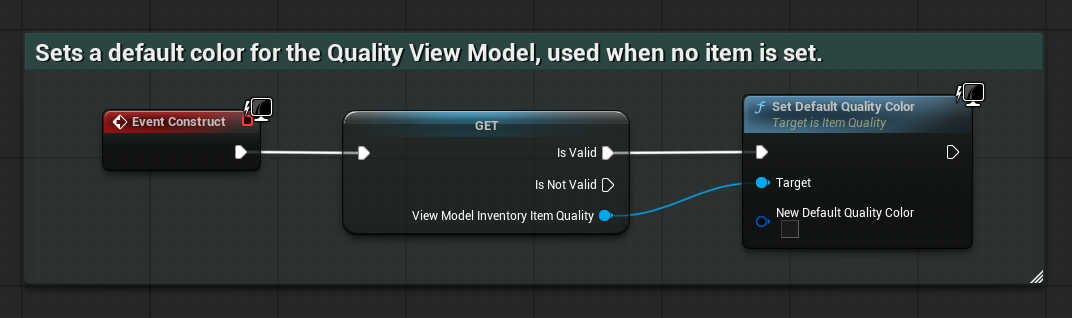 Sets a default color for the Quality View Model, used when no item is set.
Event Construct
GET
Is Valid
Is Not Valid
View Model Inventory Item Quality
Set Default Quality Color
Target is Item Quality
Target
New Default Quality Color